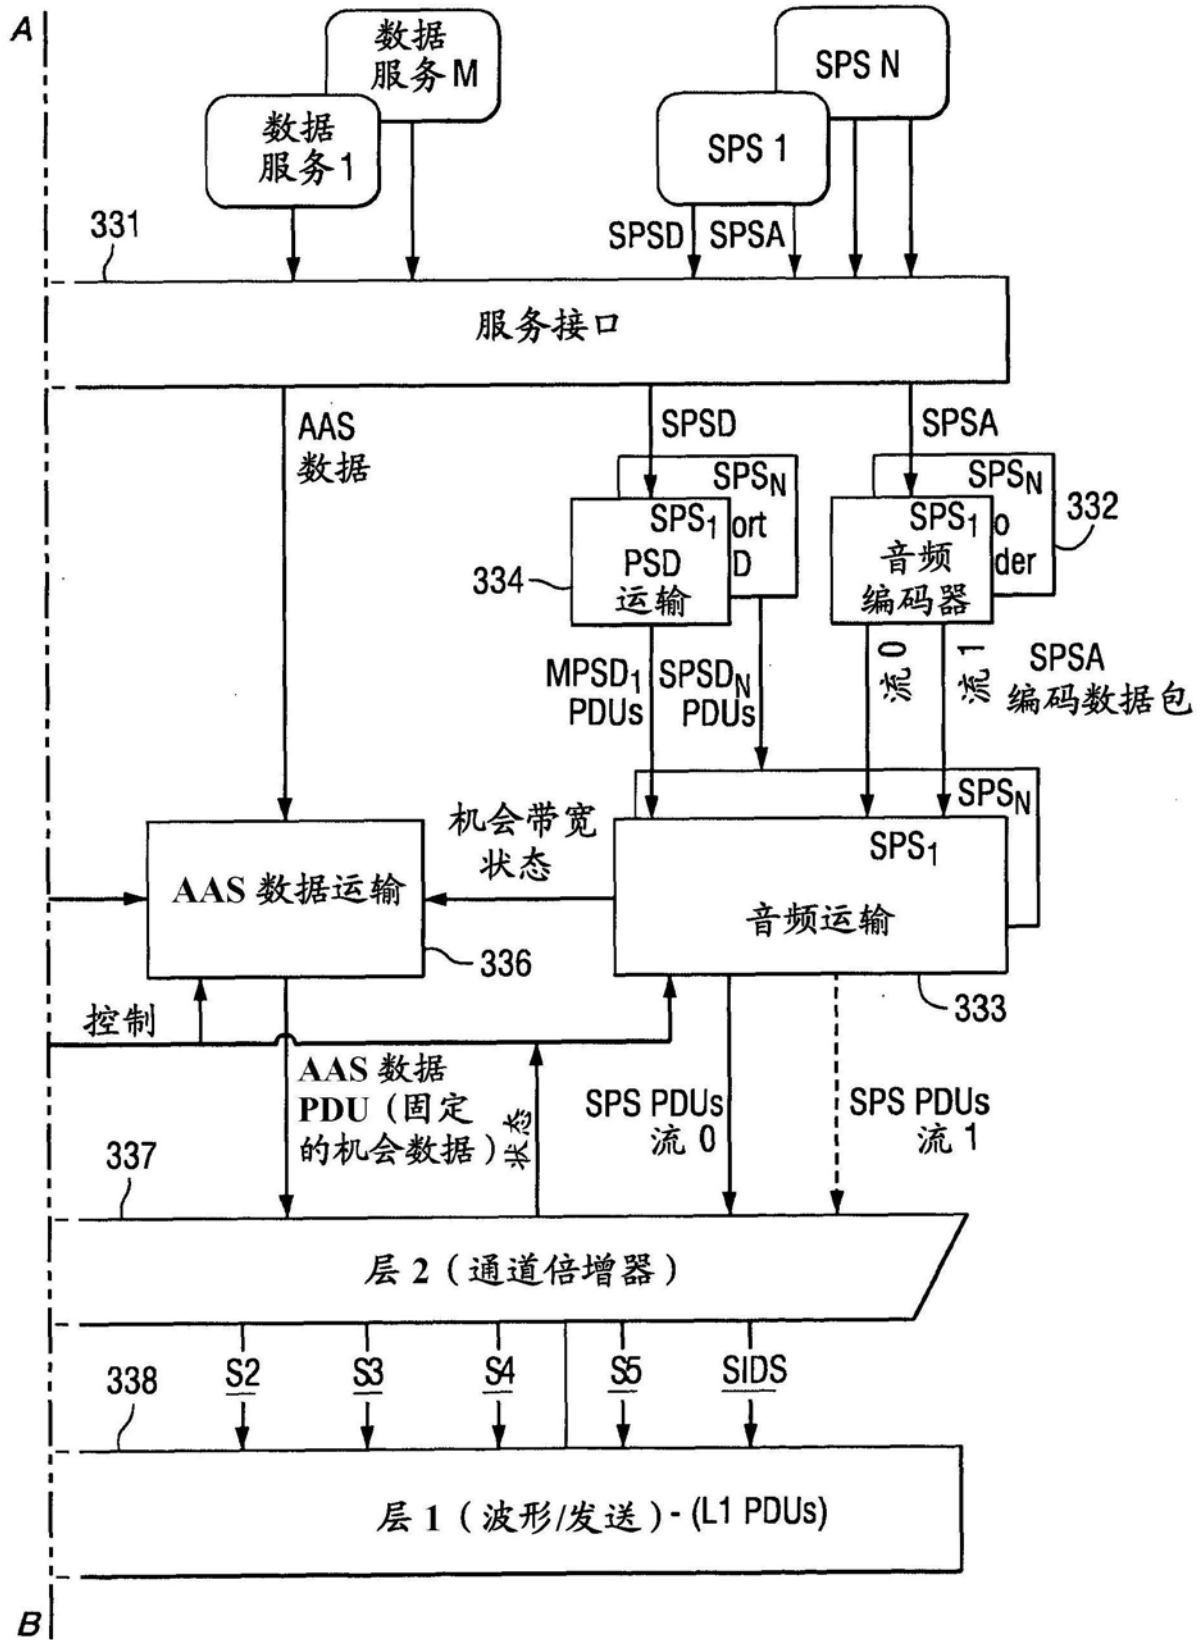 A
数据
服务 M
SPS N
数据
服务 1
SPS 1
331
SPSD
SPSA
服务接口
AAS
数据
SPSD
SPSA
SPSN
SPSN
332
SPS1
ort
SPS1
o
334
PSD
D
音频
der
运输
编码器
MPSD1
PDUs
SPSDN
PDUs
流 0
流 1
SPSA
编码数据包
SPSN
机会带宽
状态
SPS1
AAS 数据运输
音频运输
336
333
控制
AAS 数据
PDU（固定
的机会数据）
状态
SPS PDUs
流 0
SPS PDUs
流 1
337
层 2（通道倍增器）
338
S2
S3
S4
S5
SIDS
层 1（波形/发送）- (L1 PDUs)
B